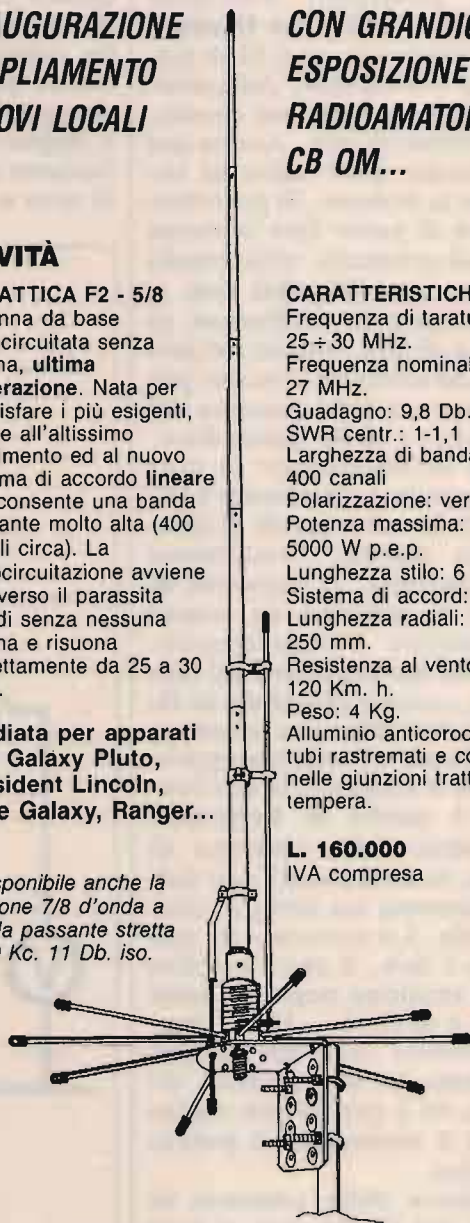 AUGURAZIONE
PLIAMENTO
OVI LOCALI
CON GRANDIO
ESPOSIZIONE
RADIOAMATOR
CB OM...
VITÀ
ATTICA F2 - 5/8
nna da base
circuitata senza
na, ultima
erazione. Nata per
isfare i più esigenti,
e all'altissimo
imento ed al nuovo
ma di accordo lineare
consente una banda
ante molto alta (400
li circa). La
ocircuitazione avviene
verso il parassita
di senza nessuna
na e risuona
ettamente da 25 a 30
diata per apparati
Galaxy Pluto,
sident Lincoln,
e Galaxy, Ranger...
sponibile anche la
ione 7/8 d'onda a
da passante stretta
Kc. 11 Db. iso.
CARATTERISTICH
Frequenza di taratu
25÷30 MHz.
Frequenza nominal
27 MHz.
Guadagno: 9,8 Db.
SWR centr.: 1-1,1
Larghezza di banda
400 canali
Polarizzazione: ver
Potenza massima:
5000 W p.e.p.
Lunghezza stilo: 6
Sistema di accord:
Lunghezza radiali:
250 mm.
Resistenza al vento
120 Km. h.
Peso: 4 Kg.
Alluminio anticorod
tubi rastremati e co
nelle giunzioni tratt
tempera.
L. 160.000
IVA compresa